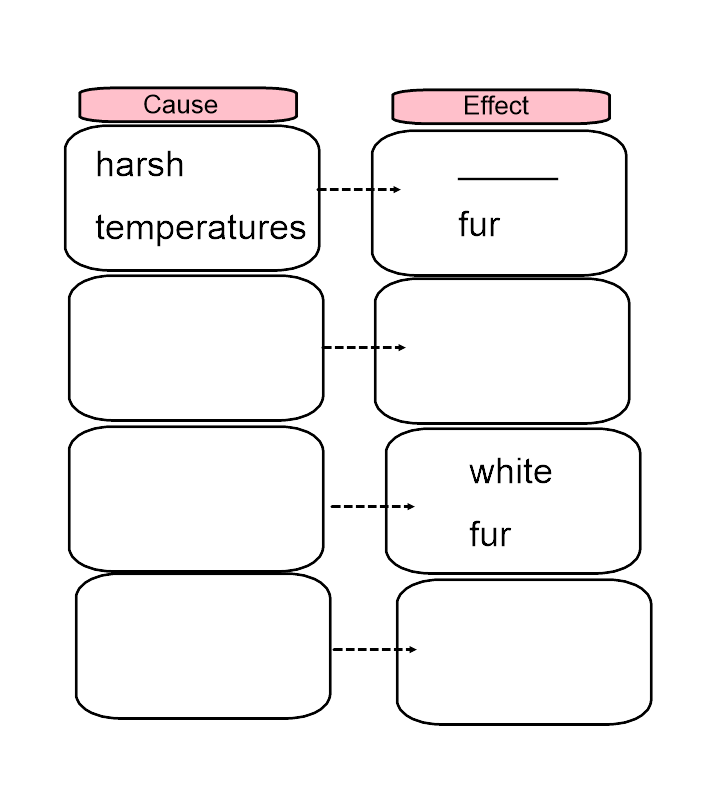 Cause
Effect
harsh
temperatures
______
fur
white
fur